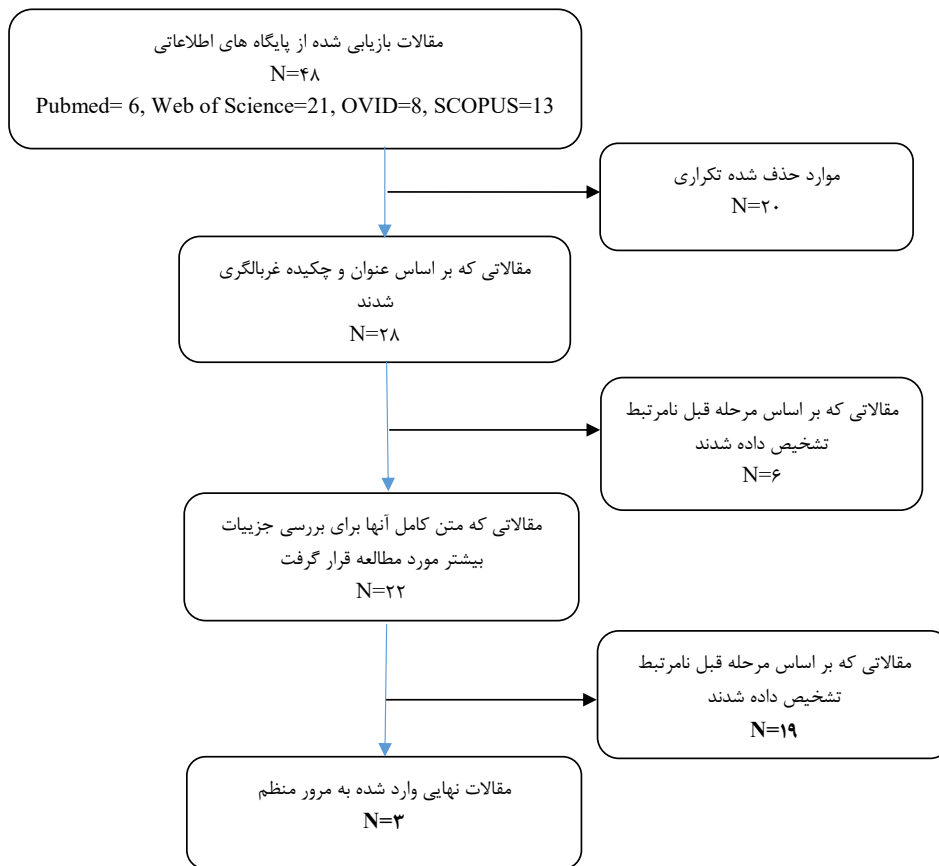 مقالات بازیابی شده از پایگاه های اطلاعاتی
N=۴۸
Pubmed= 6, Web of Science=21, OVID=8, SCOPUS=13
موارد حذف شده تکراری
N=۲۰
مقالاتی که بر اساس عنوان و چکیده غربالگری
شدند
N=۲۸
مقالاتی که بر اساس مرحله قبل نامرتبط
تشخیص داده شدند
N=۶
مقالاتی که متن کامل آنها برای بررسی جزییات
بیشتر مورد مطالعه قرار گرفت
N=۲۲
مقالاتی که بر اساس مرحله قبل نامرتبط
تشخیص داده شدند
N=۱۹
مقالات نهایی وارد شده به مرور منظم
N=۳